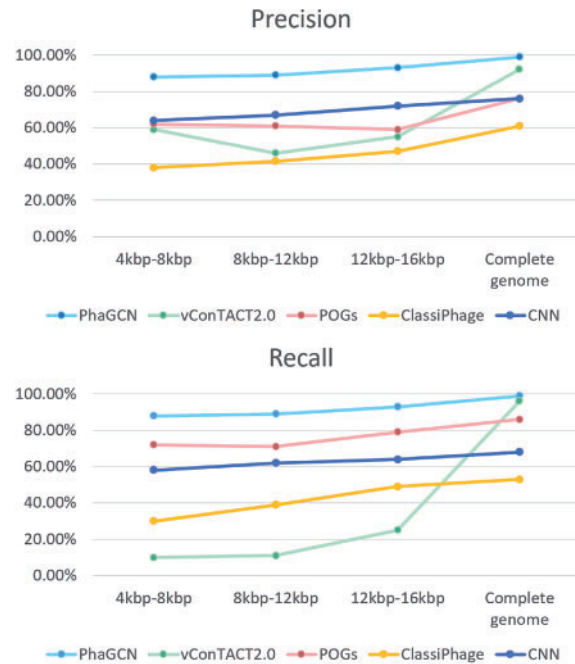 Precision
100.00%
80.00%
60.00%
40.00%
20.00%
0.00%
4kbp-8kbp 8kbp-12kbp 12kbp-16kbp Complete
genome
PhaGCN vConTACT2.0 POGs ClassiPhage CNN
Recall
100.00%
80.00%
60.00%
40.00%
20.00%
0.00%
4kbp-8kbp 8kbp-12kbp 12kbp-16kbp Complete
genome
PhaGCN vConTACT2.0 POGs ClassiPhage CNN